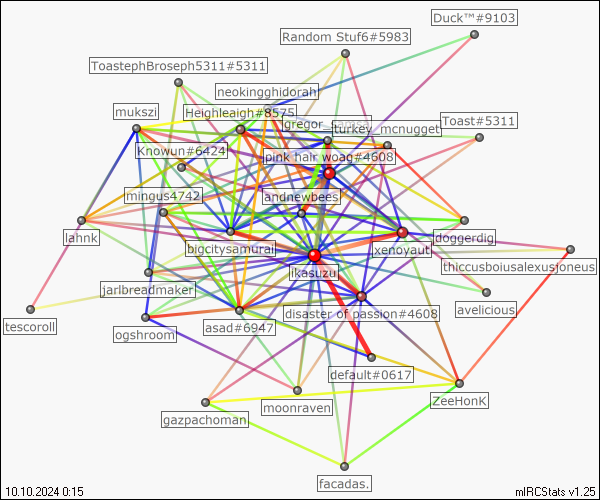 Duck™#9103
Random Stuf6#5983
ToastephBroseph5311#5311
neokingghidorah
mukszi
Heighleaigh#8575
gregor_samsa
turkey_mcnugget
Toast#5311
Knowun#6424
pink hair woag#4608
mingus4742
andnewbees
lahnk
bigcitysamurai
xenoyaut
doggerdig
thiccusboiusalexusjoneus
jarlbreadmaker
ikasuzu
avelicious
tescoroll
ogshroom
asad#6947
disaster of passion#4608
default#0617
gazpachoman
moonraven
ZeeHonK
facadas.
10.10.2024 0:15
mIRCStats v1.25